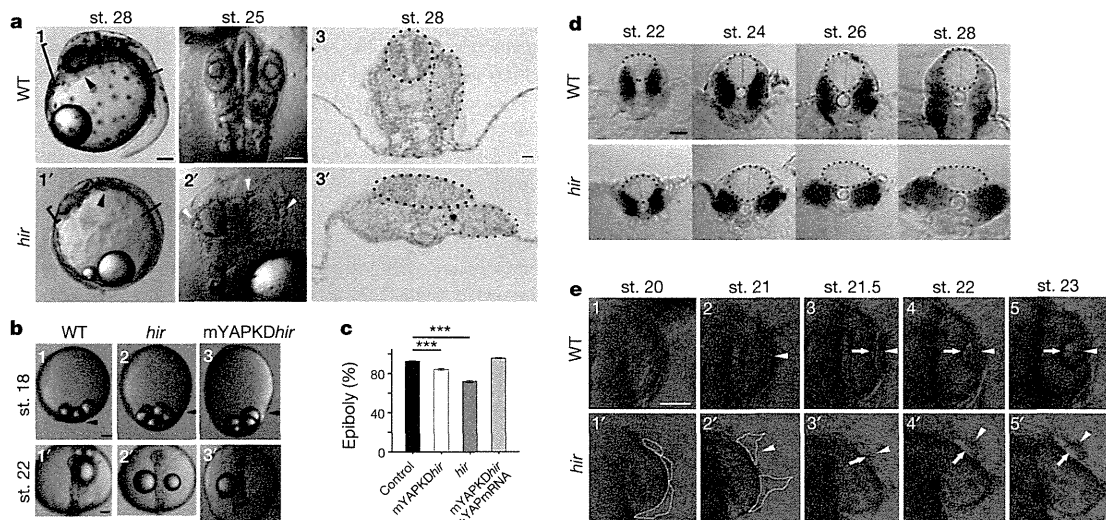 a
st. 28
st. 25
st. 28
1
2
3
WT
1′
2′
3′
hir
b
WT
hir
mYAPKDhir
1
2
3
st. 18
1′
2′
3′
st. 22
c
***
***
Epiboly (%)
80
40
0
Control
mYAPKDhir
hir
mYAPKDhir
mRNA
d
st. 22
st. 24
st. 26
st. 28
WT
hir
e
st. 20
st. 21
st. 21.5
st. 22
st. 23
1
2
3
4
5
WT
1′
2′
3′
4′
5′
hir